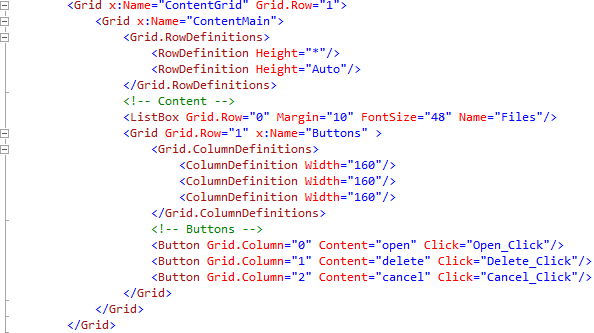 <Grid x:Name="ContentGrid" Grid.Row="1">
<Grid x:Name="ContentMain">
<Grid.RowDefinitions>
<RowDefinition Height="*"/>
<RowDefinition Height="Auto"/>
</Grid.RowDefinitions>
<!-- Content -->
<ListBox Grid.Row="0" Margin="10" FontSize="48" Name="Files"/>
<Grid Grid.Row="1" x:Name="Buttons" >
<Grid.ColumnDefinitions>
<ColumnDefinition Width="160"/>
<ColumnDefinition Width="160"/>
<ColumnDefinition Width="160"/>
</Grid.ColumnDefinitions>
<!-- Buttons -->
<Button Grid.Column="0" Content="open" Click="Open_Click"/>
<Button Grid.Column="1" Content="delete" Click="Delete_Click"/>
<Button Grid.Column="2" Content="cancel" Click="Cancel_Click"/>
</Grid>
</Grid>
</Grid>